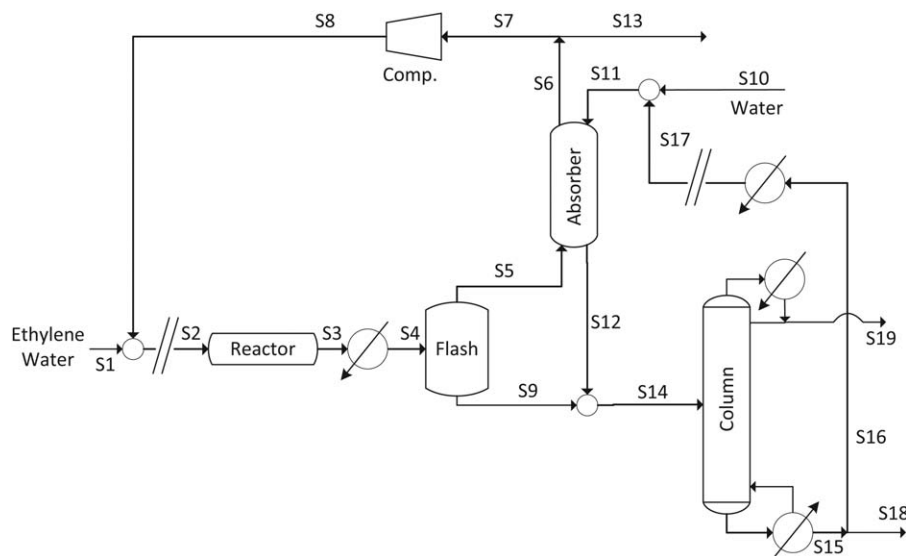 S8
S7
S13
Comp.
S6
S11
S10
Water
S17
Absorber
S5
Ethylene
Water
S1
S2
Reactor
S3
S4
Flash
S12
S19
S9
S14
Column
S16
S15
S18